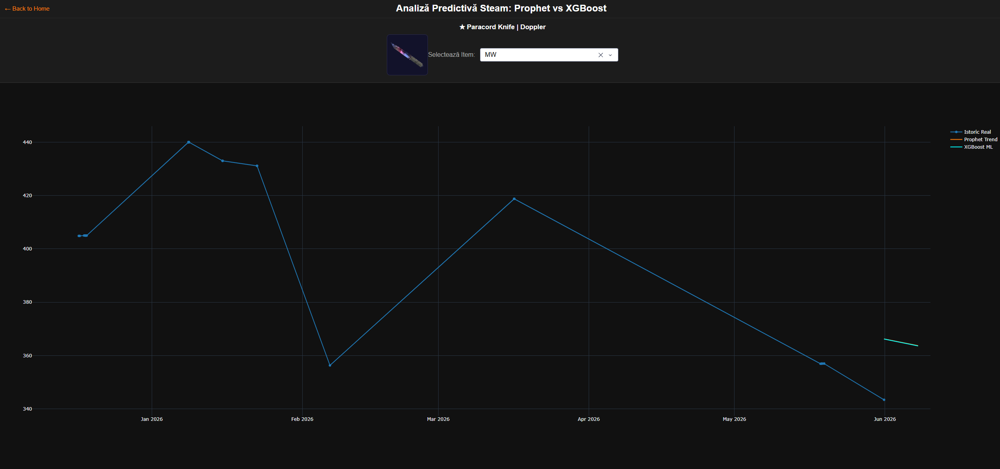 ← Back to Home
Analiză Predictivă Steam: Prophet vs XGBoost
★ Paracord Knife | Doppler
Selectează Item:
MW
Istoric Real
Prophet Trend
XGBoost ML
440
420
400
380
360
340
Jan 2026
Feb 2026
Mar 2026
Apr 2026
May 2026
Jun 2026